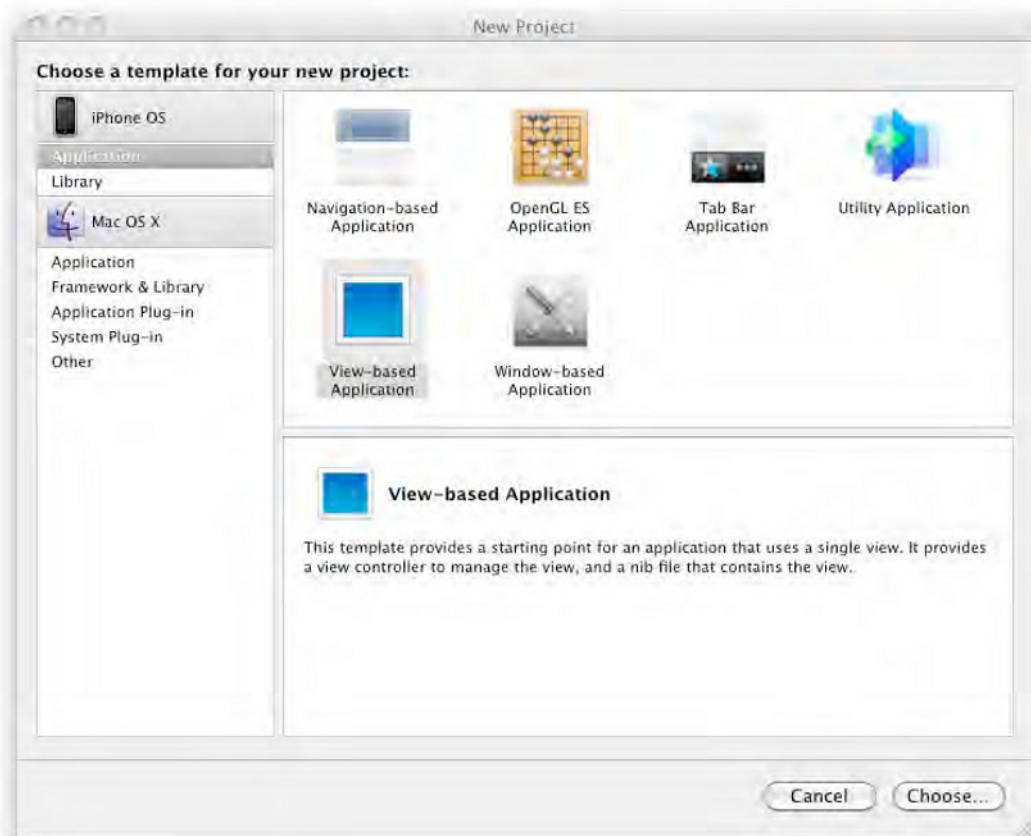 New Project
Choose a template for your new project:
iPhone OS
Application
Library
Mac OS X
Application
Framework & Library
Application Plug-in
System Plug-in
Other
Navigation-based
Application
OpenGL ES
Application
Tab Bar
Application
Utility Application
View-based
Application
Window-based
Application
View-based Application
This template provides a starting point for an application that uses a single view. It provides
a view controller to manage the view, and a nib file that contains the view.
Cancel
Choose...